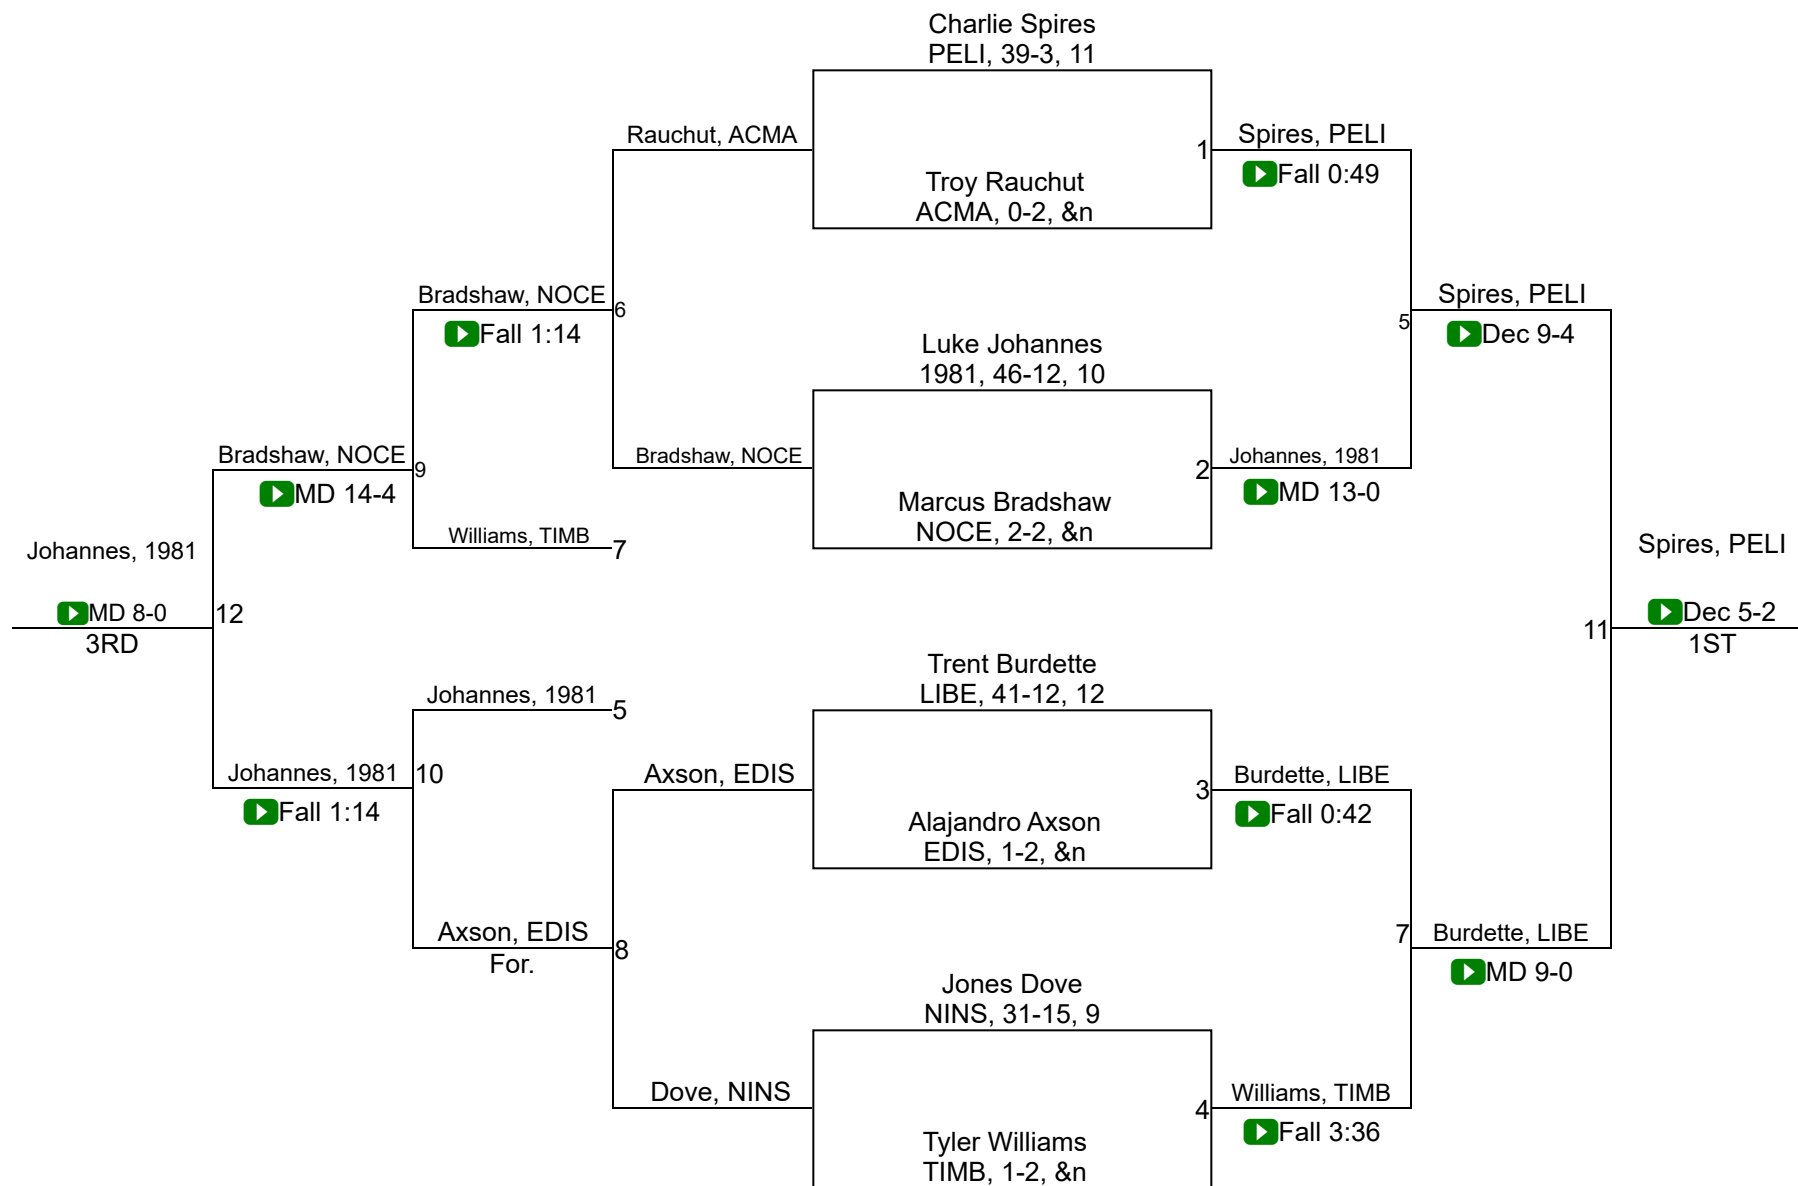 Charlie Spires
PELI, 39-3, 11
Rauchut, ACMA
1
Spires, PELI
Fall 0:49
Troy Rauchut
ACMA, 0-2, &n
Bradshaw, NOCE
6
Fall 1:14
Spires, PELI
5
Dec 9-4
Luke Johannes
1981, 46-12, 10
Bradshaw, NOCE
9
MD 14-4
Bradshaw, NOCE
2
Johannes, 1981
MD 13-0
Marcus Bradshaw
NOCE, 2-2, &n
Williams, TIMB
7
Johannes, 1981
MD 8-0
3RD
12
Spires, PELI
11
Dec 5-2
1ST
Trent Burdette
LIBE, 41-12, 12
Johannes, 1981
5
Johannes, 1981
10
Fall 1:14
Axson, EDIS
3
Burdette, LIBE
Fall 0:42
Alajandro Axson
EDIS, 1-2, &n
Axson, EDIS
For.
8
7
Burdette, LIBE
MD 9-0
Jones Dove
NINS, 31-15, 9
Dove, NINS
4
Williams, TIMB
Fall 3:36
Tyler Williams
TIMB, 1-2, &n